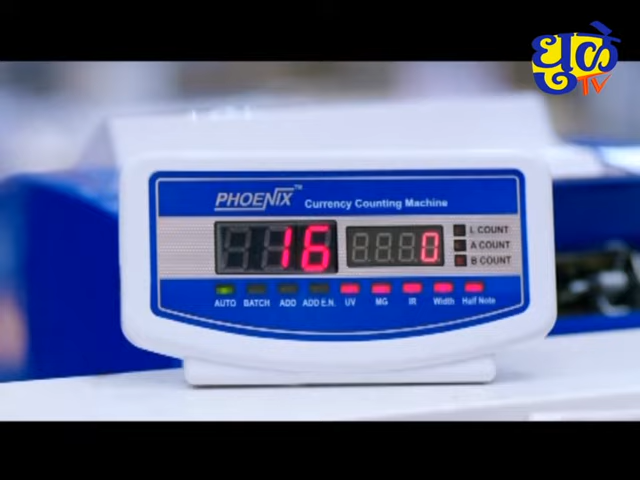 धुळे
TV
PHOENIX™ Currency Counting Machine
16 0
L COUNT
A COUNT
B COUNT
AUTO BATCH ADD ADD E.N. UV MG IR Width Half Note